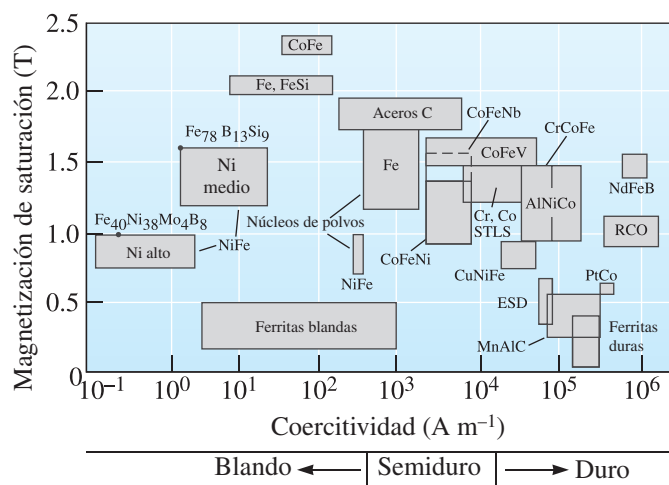 Magnetización de saturación (T)
2.5
2.0
1.5
1.0
0.5
0
CoFe
Fe, FeSi
Aceros C
CoFeNb
CrCoFe
Fe₇₈ B₁₃Si₉
CoFeV
Ni
medio
Fe
NdFeB
AlNiCo
Cr, Co
STLS
Fe₄₀Ni₃₈Mo₄B₈
Núcleos de polvos
RCO
Ni alto
NiFe
CoFeNi
CuNiFe
NiFe
PtCo
ESD
Ferritas blandas
Ferritas
duras
MnAlC
10⁻¹ 10⁰ 10¹ 10² 10³ 10⁴ 10⁵ 10⁶
Coercitividad (A m⁻¹)
Blando Semiduro Duro